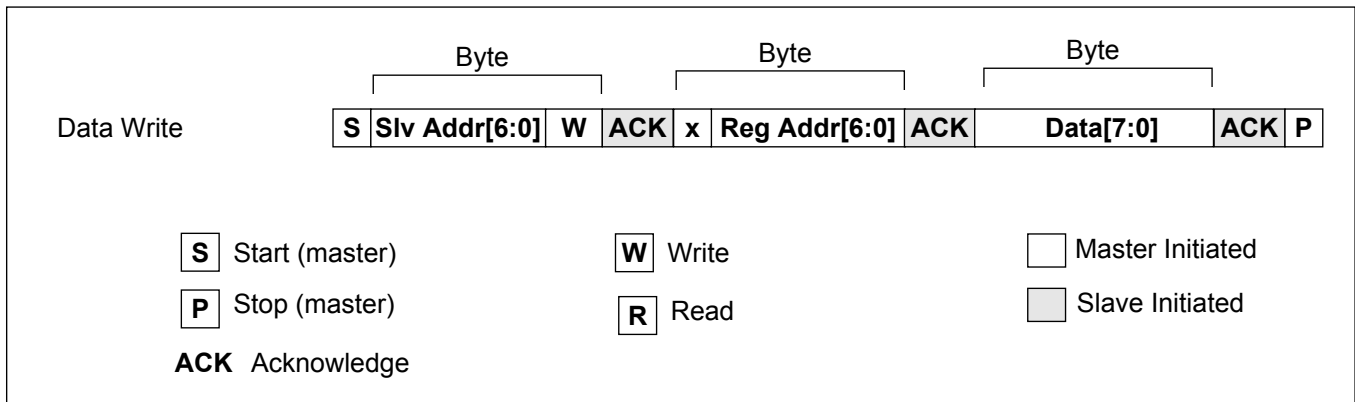 Byte Byte Byte
Data Write S Slv Addr[6:0] W ACK x Reg Addr[6:0] ACK Data[7:0] ACK P
S Start (master) W Write Master Initiated
P Stop (master) R Read Slave Initiated
ACK Acknowledge